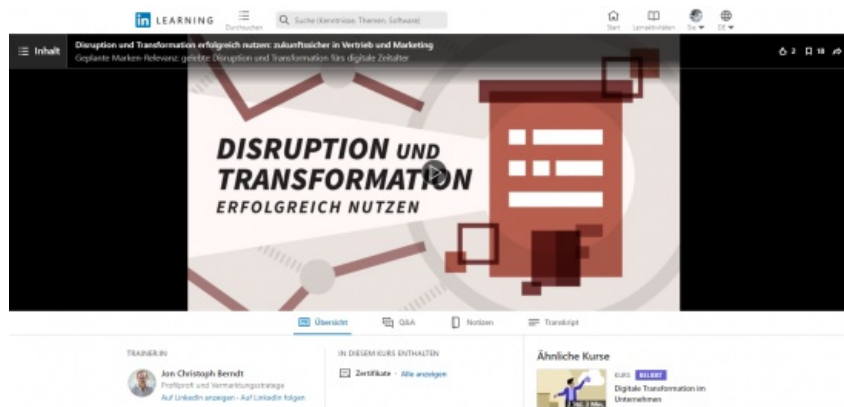 in LEARNING
Durchsuchen
Suche (Kenntnisse, Themen, Software)
Start
Lernaktivitäten
Sie
DE
Inhalt
Disruption und Transformation erfolgreich nutzen: zukunftssicher in Vertrieb und Marketing
Geplante Marken-Relevanz: gelebte Disruption und Transformation fürs digitale Zeitalter
2
18
DISRUPTION UND
TRANSFORMATION
ERFOLGREICH NUTZEN
Übersicht
Q&A
Notizen
Transkript
TRAINER:IN
Jon Christoph Berndt
Profilprofi und Vermarktungsstratege
Auf LinkedIn anzeigen · Auf LinkedIn folgen
IN DIESEM KURS ENTHALTEN
Zertifikate · Alle anzeigen
Ähnliche Kurse
KURS BELIEBT
Digitale Transformation im
Unternehmen